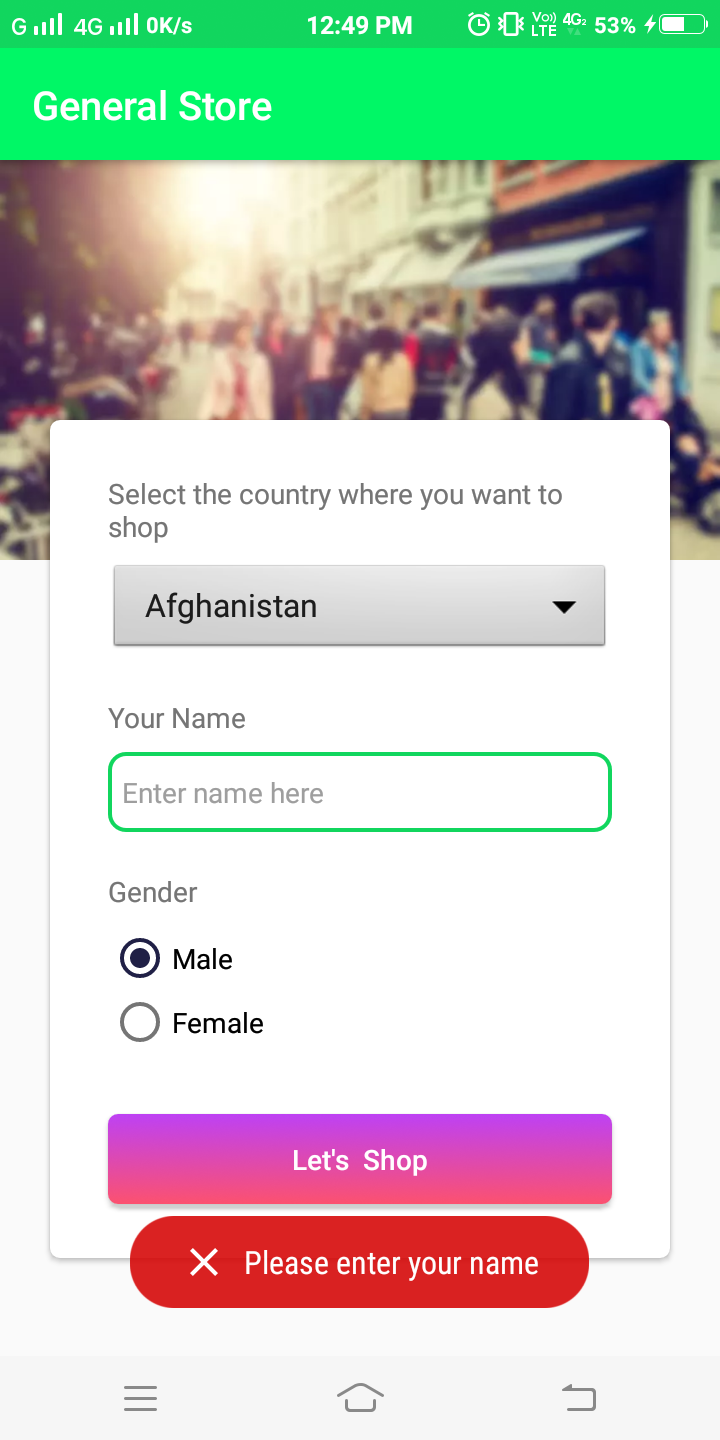 G 4G 0K/s 12:49 PM Vo)) LTE 4G2 53%
General Store
Select the country where you want to
shop
Afghanistan
Your Name
Enter name here
Gender
Male
Female
Let's Shop
Please enter your name